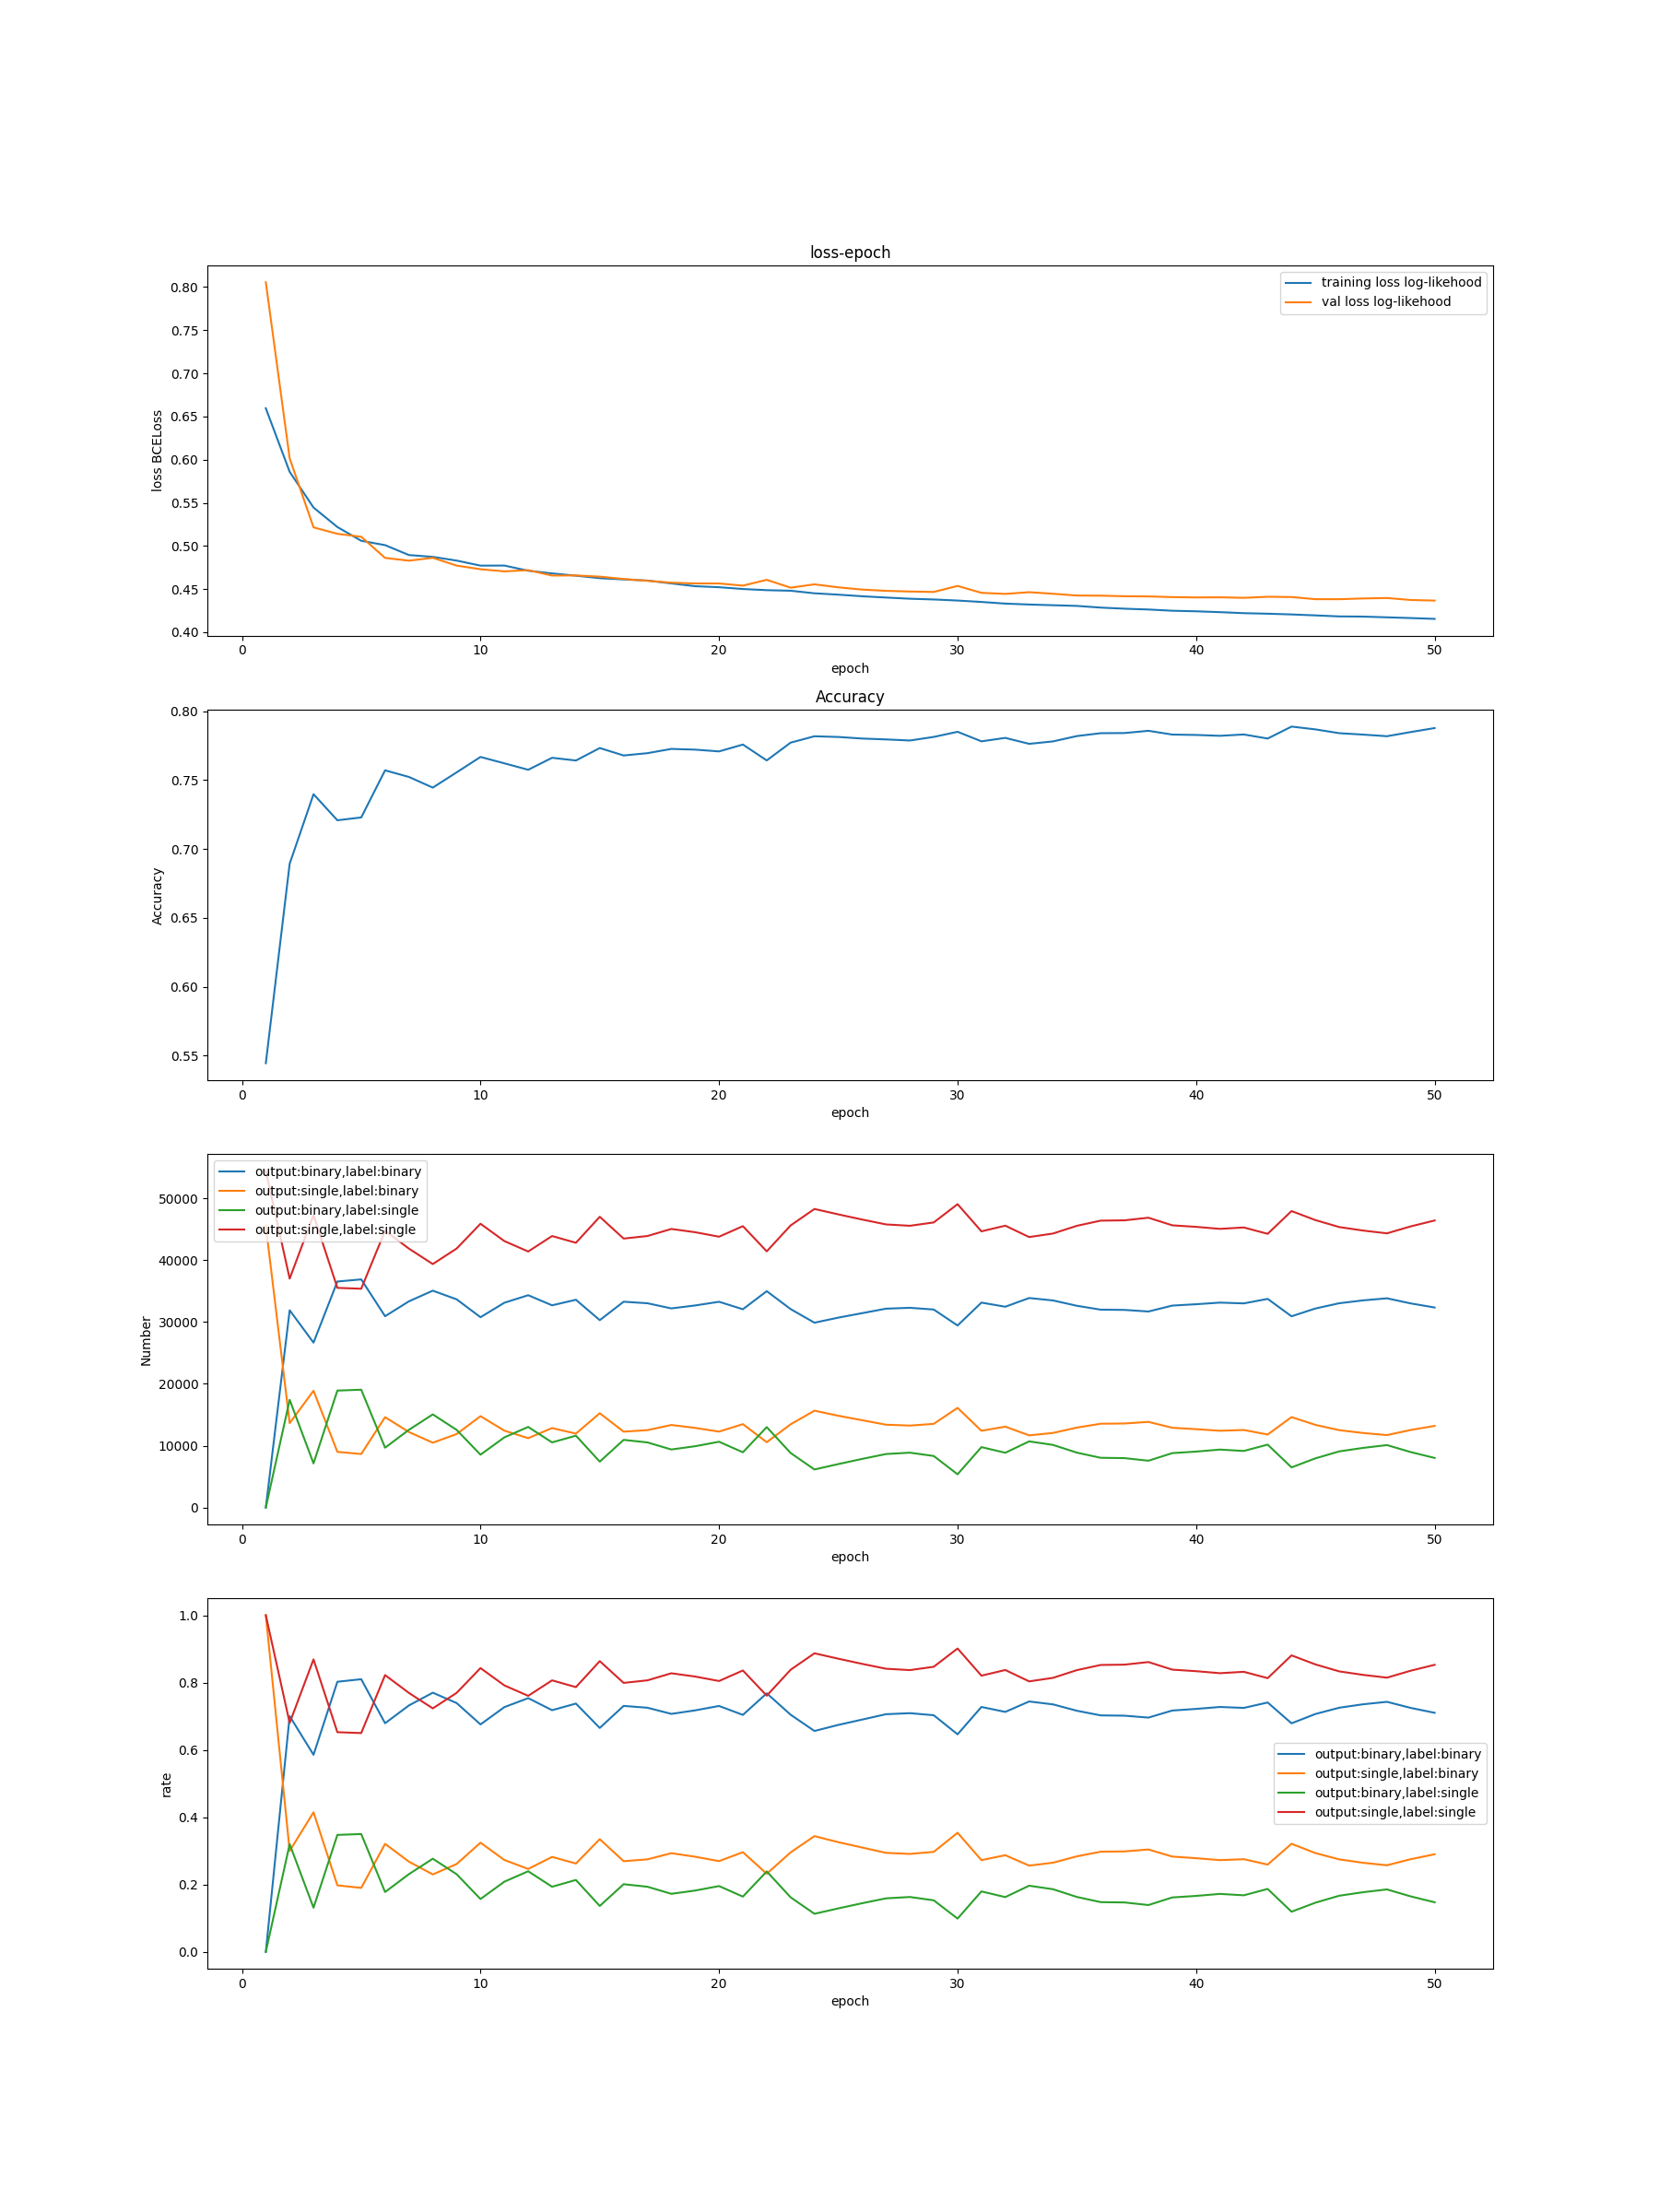 loss-epoch
0.80
0.75
0.70
0.65
0.60
0.55
0.50
0.45
0.40
loss BCELoss
training loss log-likehood
val loss log-likehood
0 10 20 30 40 50
epoch
Accuracy
0.80
0.75
0.70
0.65
0.60
0.55
Accuracy
0 10 20 30 40 50
epoch
output:binary,label:binary
output:single,label:binary
output:binary,label:single
output:single,label:single
50000
40000
30000
20000
10000
0
Number
0 10 20 30 40 50
epoch
1.0
0.8
0.6
0.4
0.2
0.0
rate
output:binary,label:binary
output:single,label:binary
output:binary,label:single
output:single,label:single
0 10 20 30 40 50
epoch